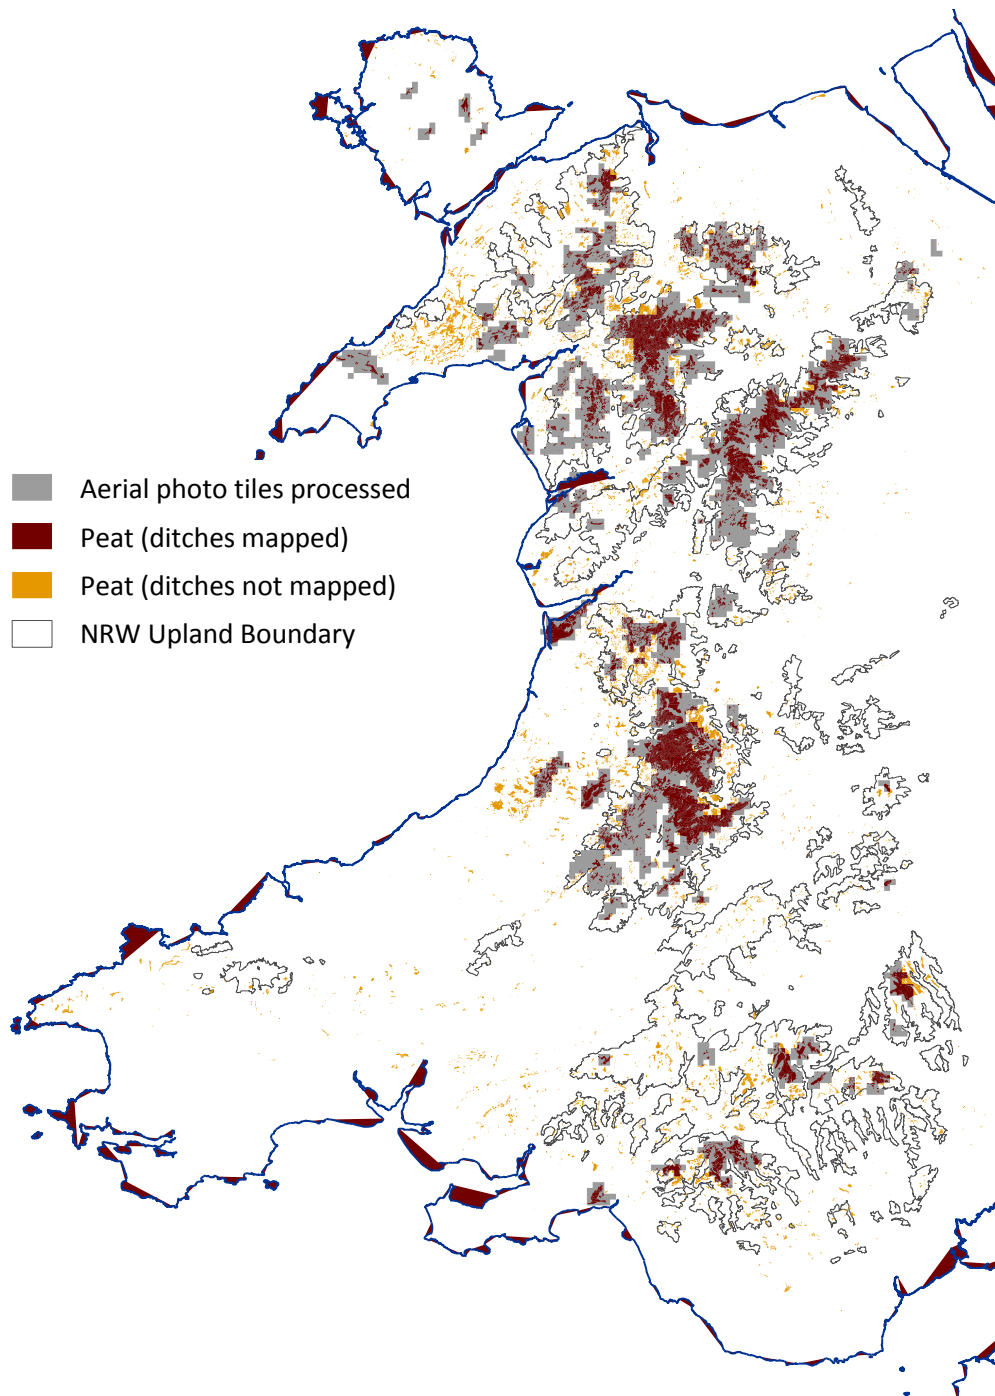 Aerial photo tiles processed
Peat (ditches mapped)
Peat (ditches not mapped)
NRW Upland Boundary